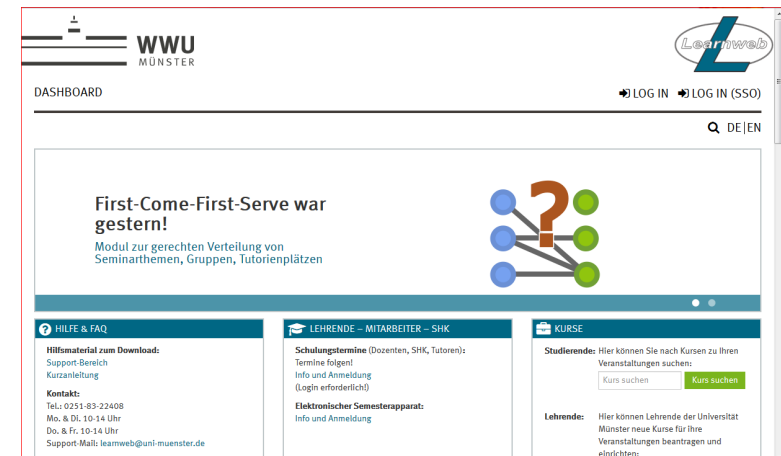 WWU
MÜNSTER
Learnweb
DASHBOARD
LOG IN LOG IN (SSO)
DE|EN
First-Come-First-Serve war
gestern!
Modul zur gerechten Verteilung von
Seminarthemen, Gruppen, Tutorienplätzen
?
? HILFE & FAQ
Hilfsmaterial zum Download:
Support-Bereich
Kurzanleitung
Kontakt:
Tel.: 0251-83-22408
Mo. & Di. 10-14 Uhr
Do. & Fr. 10-14 Uhr
Support-Mail: learnweb@uni-muenster.de
LEHRENDE – MITARBEITER – SHK
Schulungstermine (Dozenten, SHK, Tutoren):
Termine folgen!
Info und Anmeldung
(Login erforderlich!)
Elektronischer Semesterapparat:
Info und Anmeldung
KURSE
Studierende: Hier können Sie nach Kursen zu Ihren
Veranstaltungen suchen:
Kurs suchen Kurs suchen
Lehrende: Hier können Lehrende der Universität
Münster neue Kurse für ihre
Veranstaltungen beantragen und
einrichten: